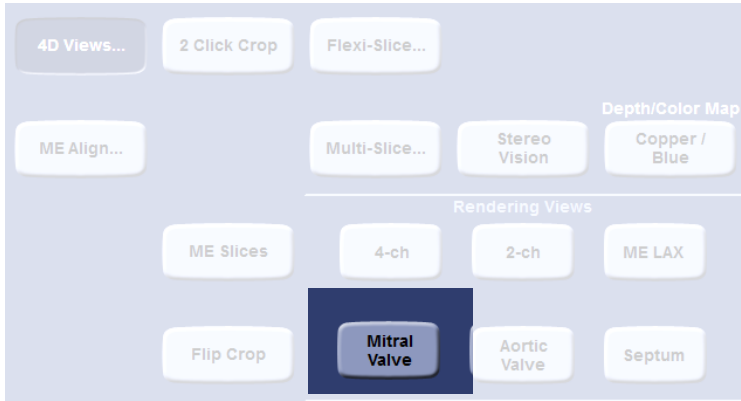 4D Views...
2 Click Crop
Flexi-Slice...
Depth/Color Map
ME Align...
Multi-Slice...
Stereo
Vision
Copper /
Blue
Rendering Views
ME Slices
4-ch
2-ch
ME LAX
Flip Crop
Mitral
Valve
Aortic
Valve
Septum